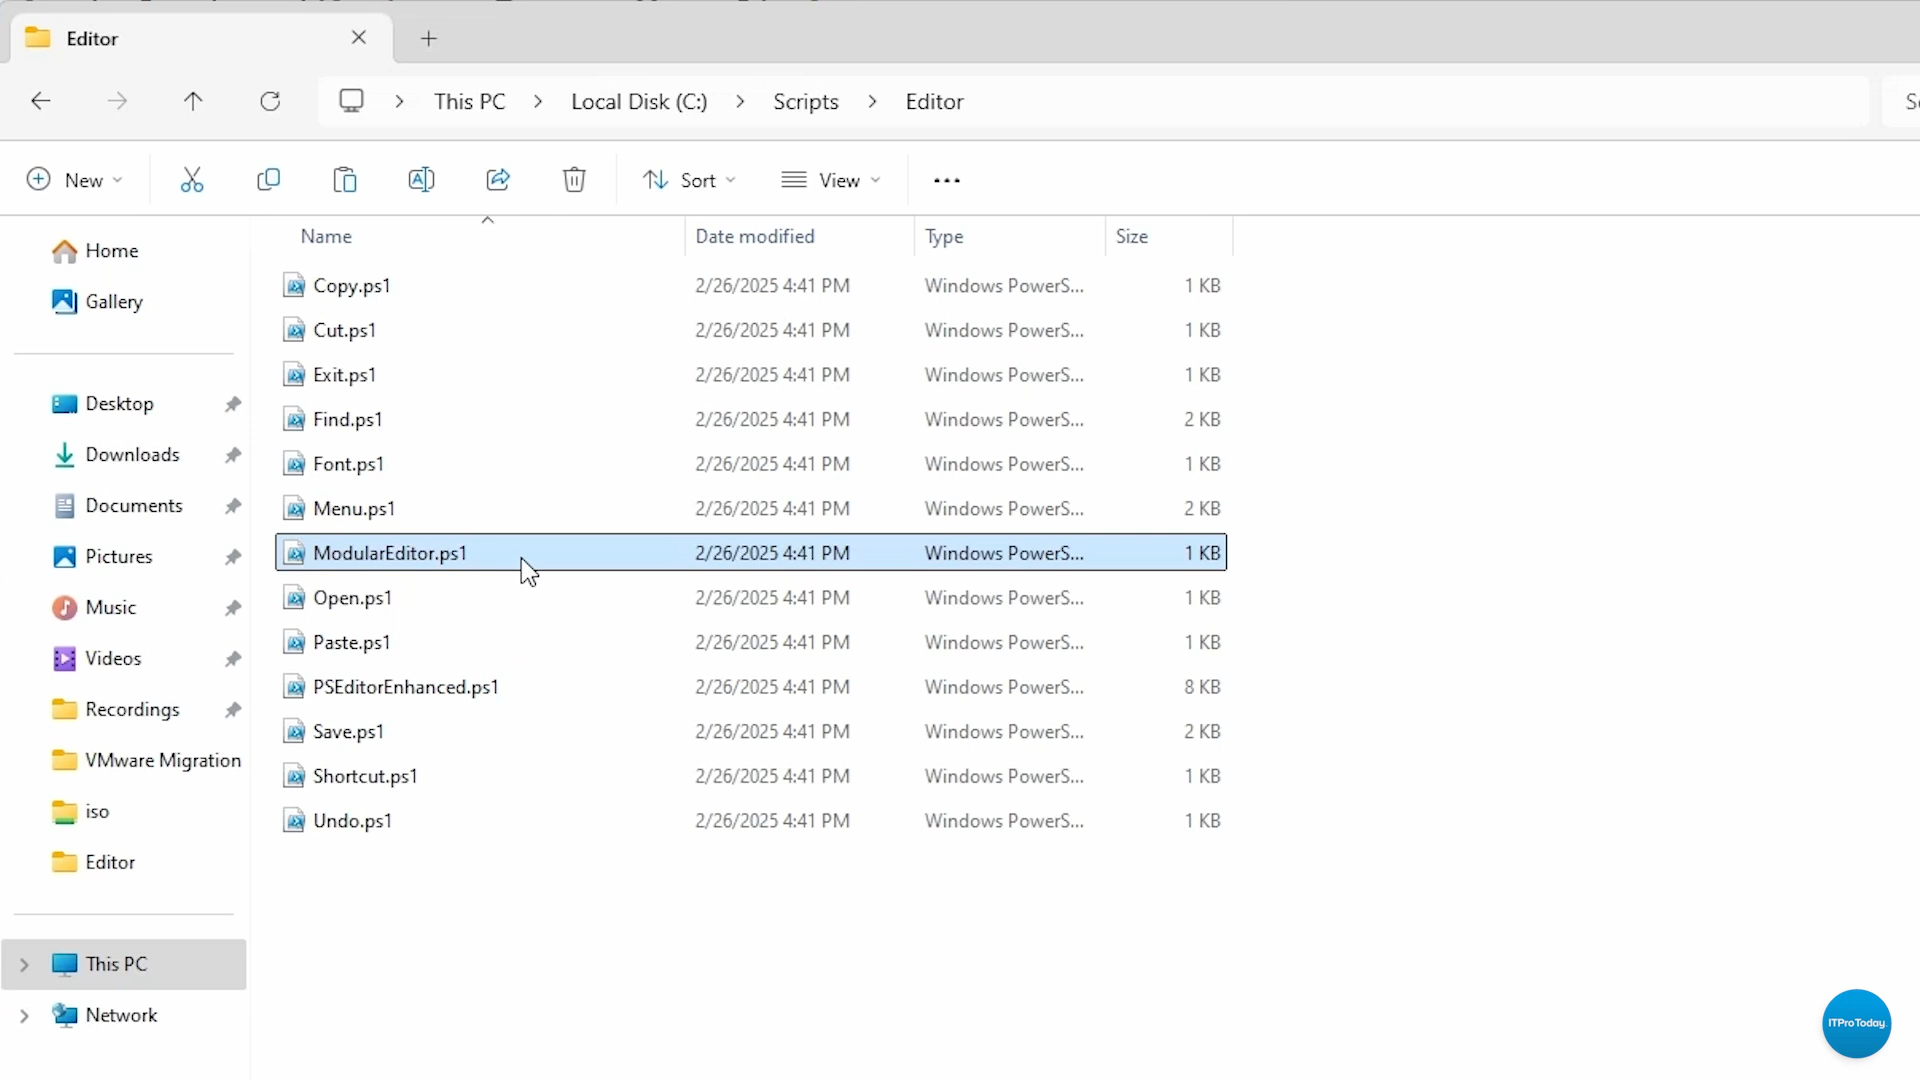 Editor
This PC > Local Disk (C:) > Scripts > Editor
New Sort View ...
Name Date modified Type Size
Home
Gallery
Desktop
Downloads
Documents
Pictures
Music
Videos
Recordings
VMware Migration
iso
Editor
This PC
Network
Copy.ps1 2/26/2025 4:41 PM Windows PowerS... 1 KB
Cut.ps1 2/26/2025 4:41 PM Windows PowerS... 1 KB
Exit.ps1 2/26/2025 4:41 PM Windows PowerS... 1 KB
Find.ps1 2/26/2025 4:41 PM Windows PowerS... 2 KB
Font.ps1 2/26/2025 4:41 PM Windows PowerS... 1 KB
Menu.ps1 2/26/2025 4:41 PM Windows PowerS... 2 KB
ModularEditor.ps1 2/26/2025 4:41 PM Windows PowerS... 1 KB
Open.ps1 2/26/2025 4:41 PM Windows PowerS... 1 KB
Paste.ps1 2/26/2025 4:41 PM Windows PowerS... 1 KB
PSEditorEnhanced.ps1 2/26/2025 4:41 PM Windows PowerS... 8 KB
Save.ps1 2/26/2025 4:41 PM Windows PowerS... 2 KB
Shortcut.ps1 2/26/2025 4:41 PM Windows PowerS... 1 KB
Undo.ps1 2/26/2025 4:41 PM Windows PowerS... 1 KB
ITProToday.